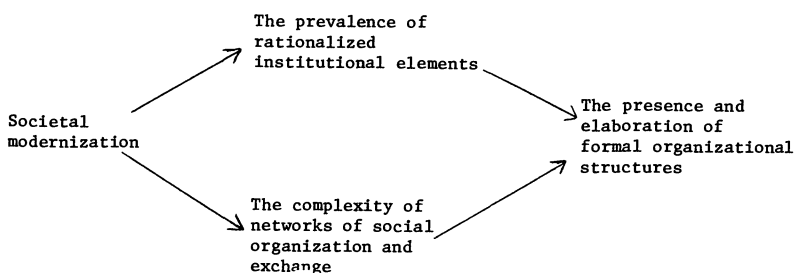 The prevalence of
rationalized
institutional elements
Societal
modernization
The presence and
elaboration of
formal organizational
structures
The complexity of
networks of social
organization and
exchange